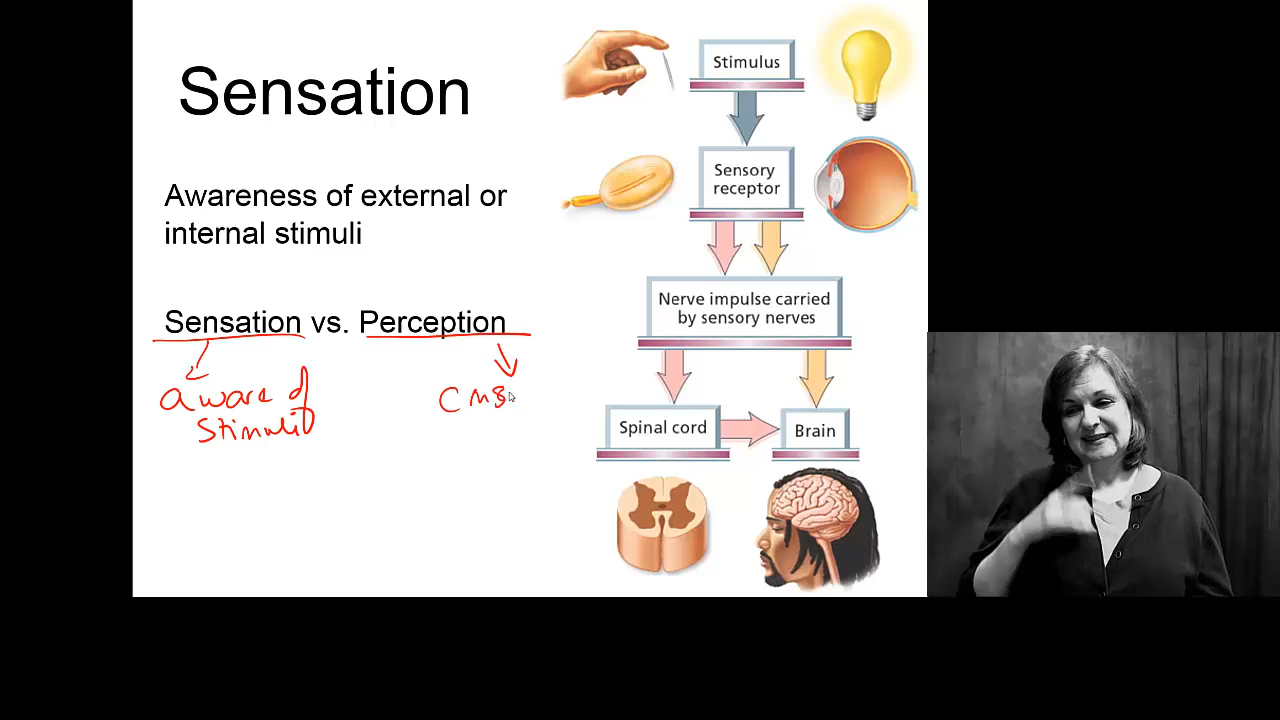 Sensation
Awareness of external or
internal stimuli
Sensation vs. Perception
aware of
stimuli
CNS
Stimulus
Sensory
receptor
Nerve impulse carried
by sensory nerves
Spinal cord
Brain